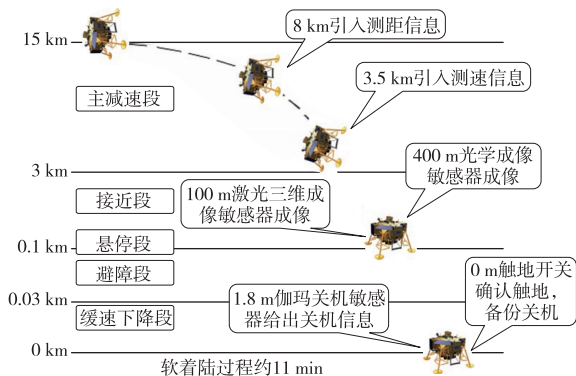 8 km引入测距信息
15 km
3.5 km引入测速信息
主减速段
400 m光学成像
敏感器成像
3 km
100 m激光三维成
像敏感器成像
接近段
悬停段
0.1 km
避障段
0 m触地开关
确认触地，
备份关机
1.8 m伽玛关机敏感
器给出关机信息
0.03 km
缓速下降段
0 km
软着陆过程约11 min